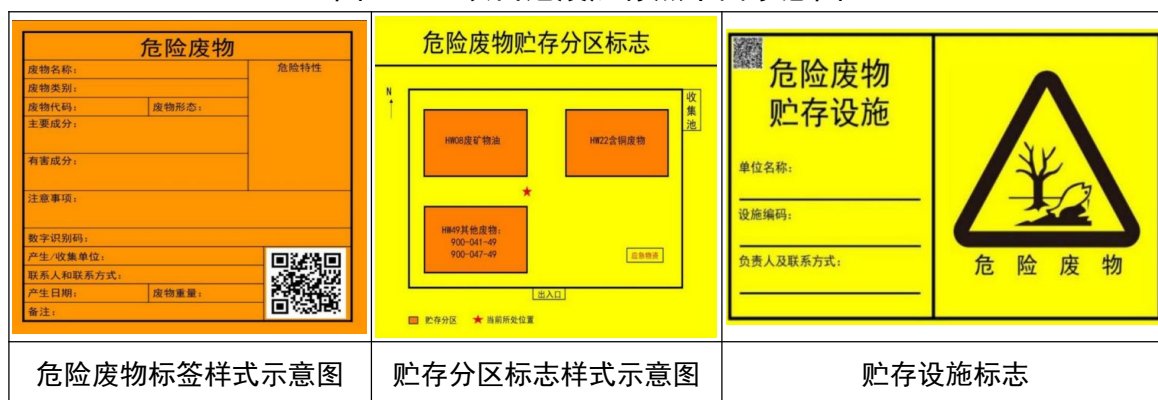 危险废物
废物名称：
危险特性
废物类别：
废物代码：
废物形态：
主要成分：
有害成分：
注意事项：
数字识别码：
产生/收集单位：
联系人和联系方式：
产生日期：
废物重量：
备注：
危险废物贮存分区标志
N
收集池
HW08废矿物油
HW22含铜废物
HW49其他废物：
900-041-49
900-047-49
应急物资
出入口
贮存分区
当前所处位置
危险废物
贮存设施
单位名称：
设施编码：
负责人及联系方式：
危险废物
危险废物标签样式示意图
贮存分区标志样式示意图
贮存设施标志